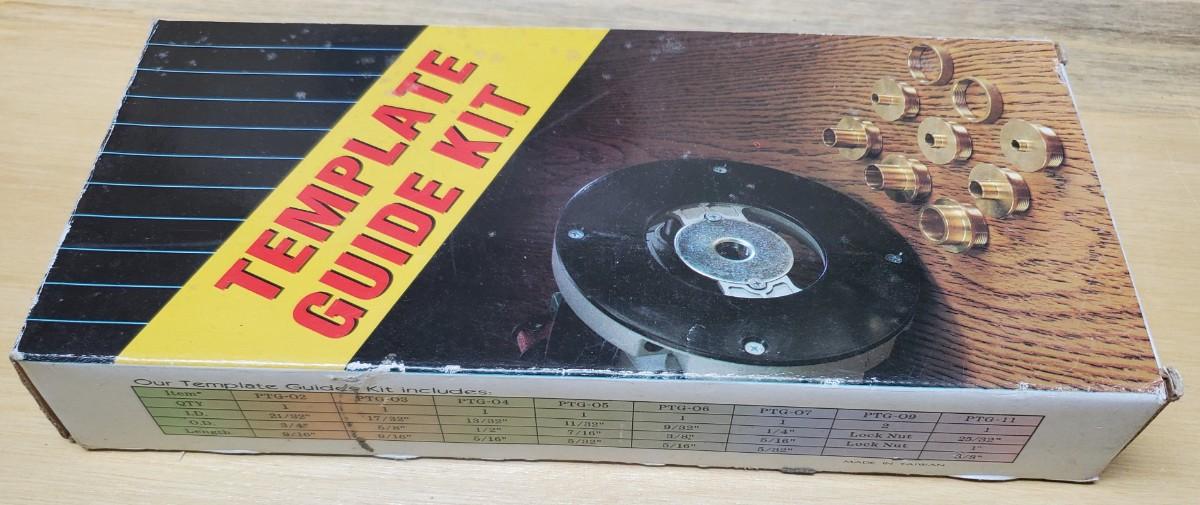 TEMPLATE
GUIDE KIT
Our Template Guide's Kit includes:
Item* PTG-02 PTG-03 PTG-04 PTG-05 PTG-06 PTG-07 PTG-09 PTG-11
QTY 1 1 1 1 1 1 2 1
I.D. 21/32" 17/32" 13/32" 11/32" 9/32" 1/4" Lock Nut 25/32"
O.D. 3/4" 5/8" 1/2" 7/16" 3/8" 5/16" Lock Nut 1"
Length 9/16" 9/16" 5/16" 5/32" 5/16" 5/32" 3/8"
MADE IN TAIWAN